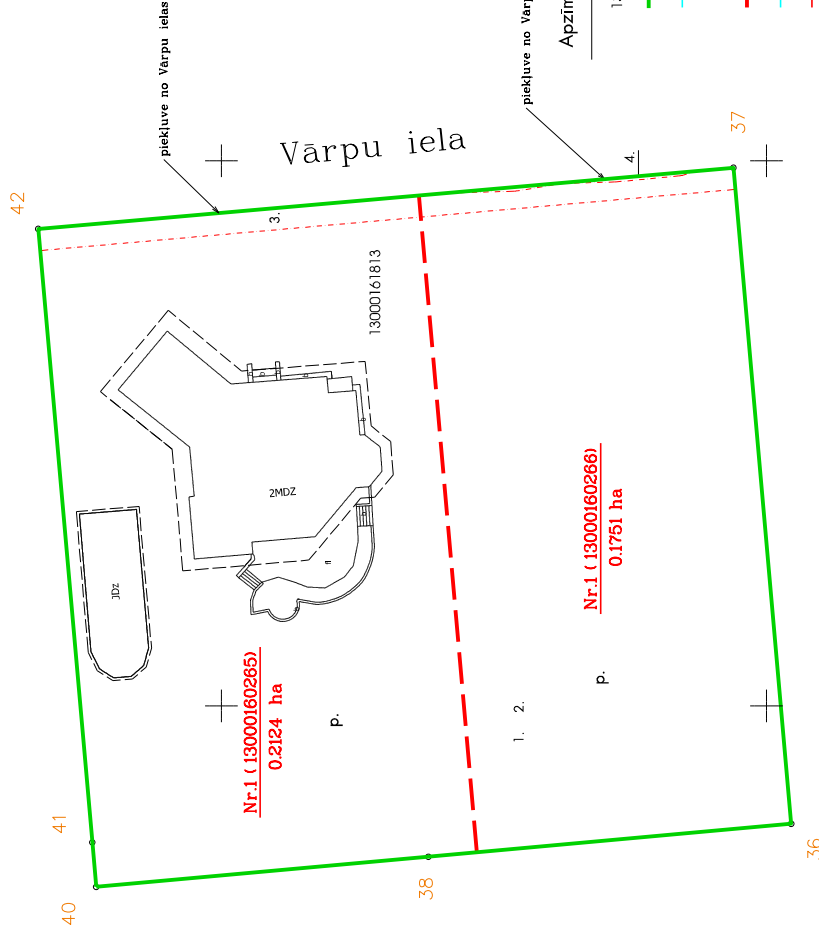 piekļuve no Vārpu ielas
piekļuve no Vārp
Apzīm
Vārpu iela
42
37
3.
4.
13000161813
2MDZ
JDz
Nr.1 ( 13000160265)
0.2124 ha
p.
Nr.1 ( 13000160266)
0.1751 ha
p.
1. 2.
41
40
38
36